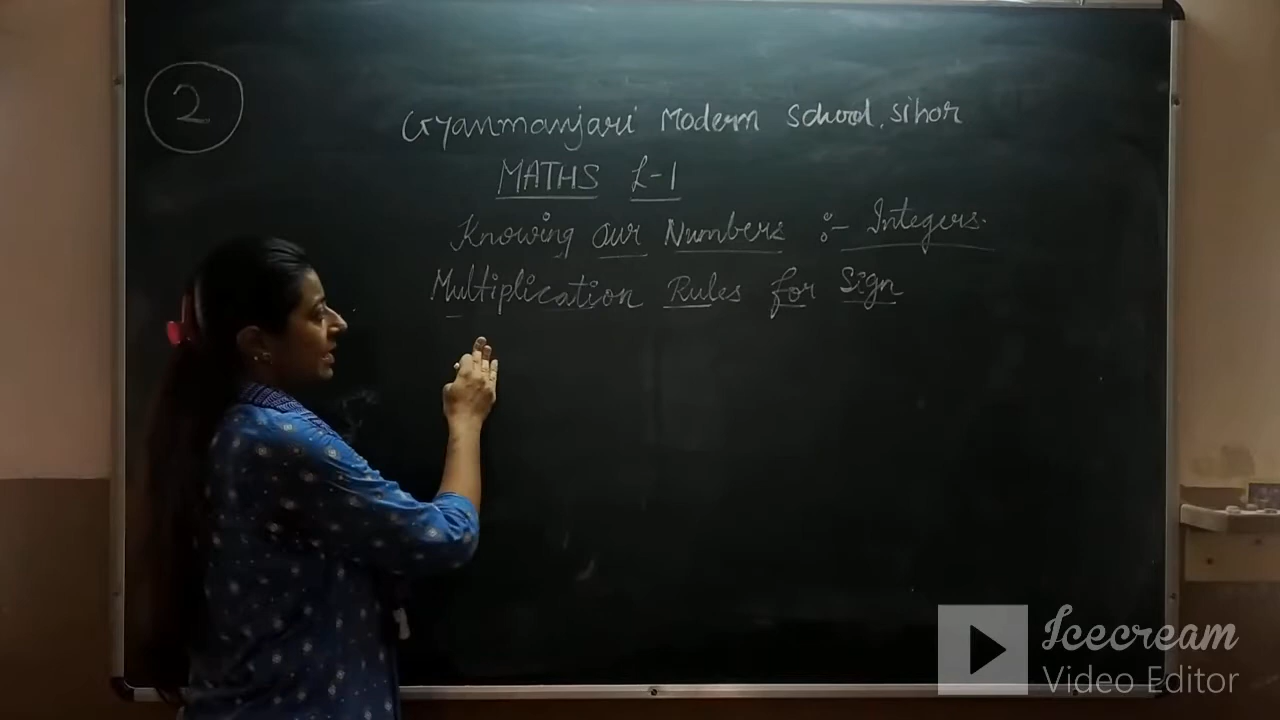 2
Gyanmanjari Modern School, Sihor
MATHS L-1
Knowing our Numbers :- Integers.
Multiplication Rules for Sign
Icecream
Video Editor